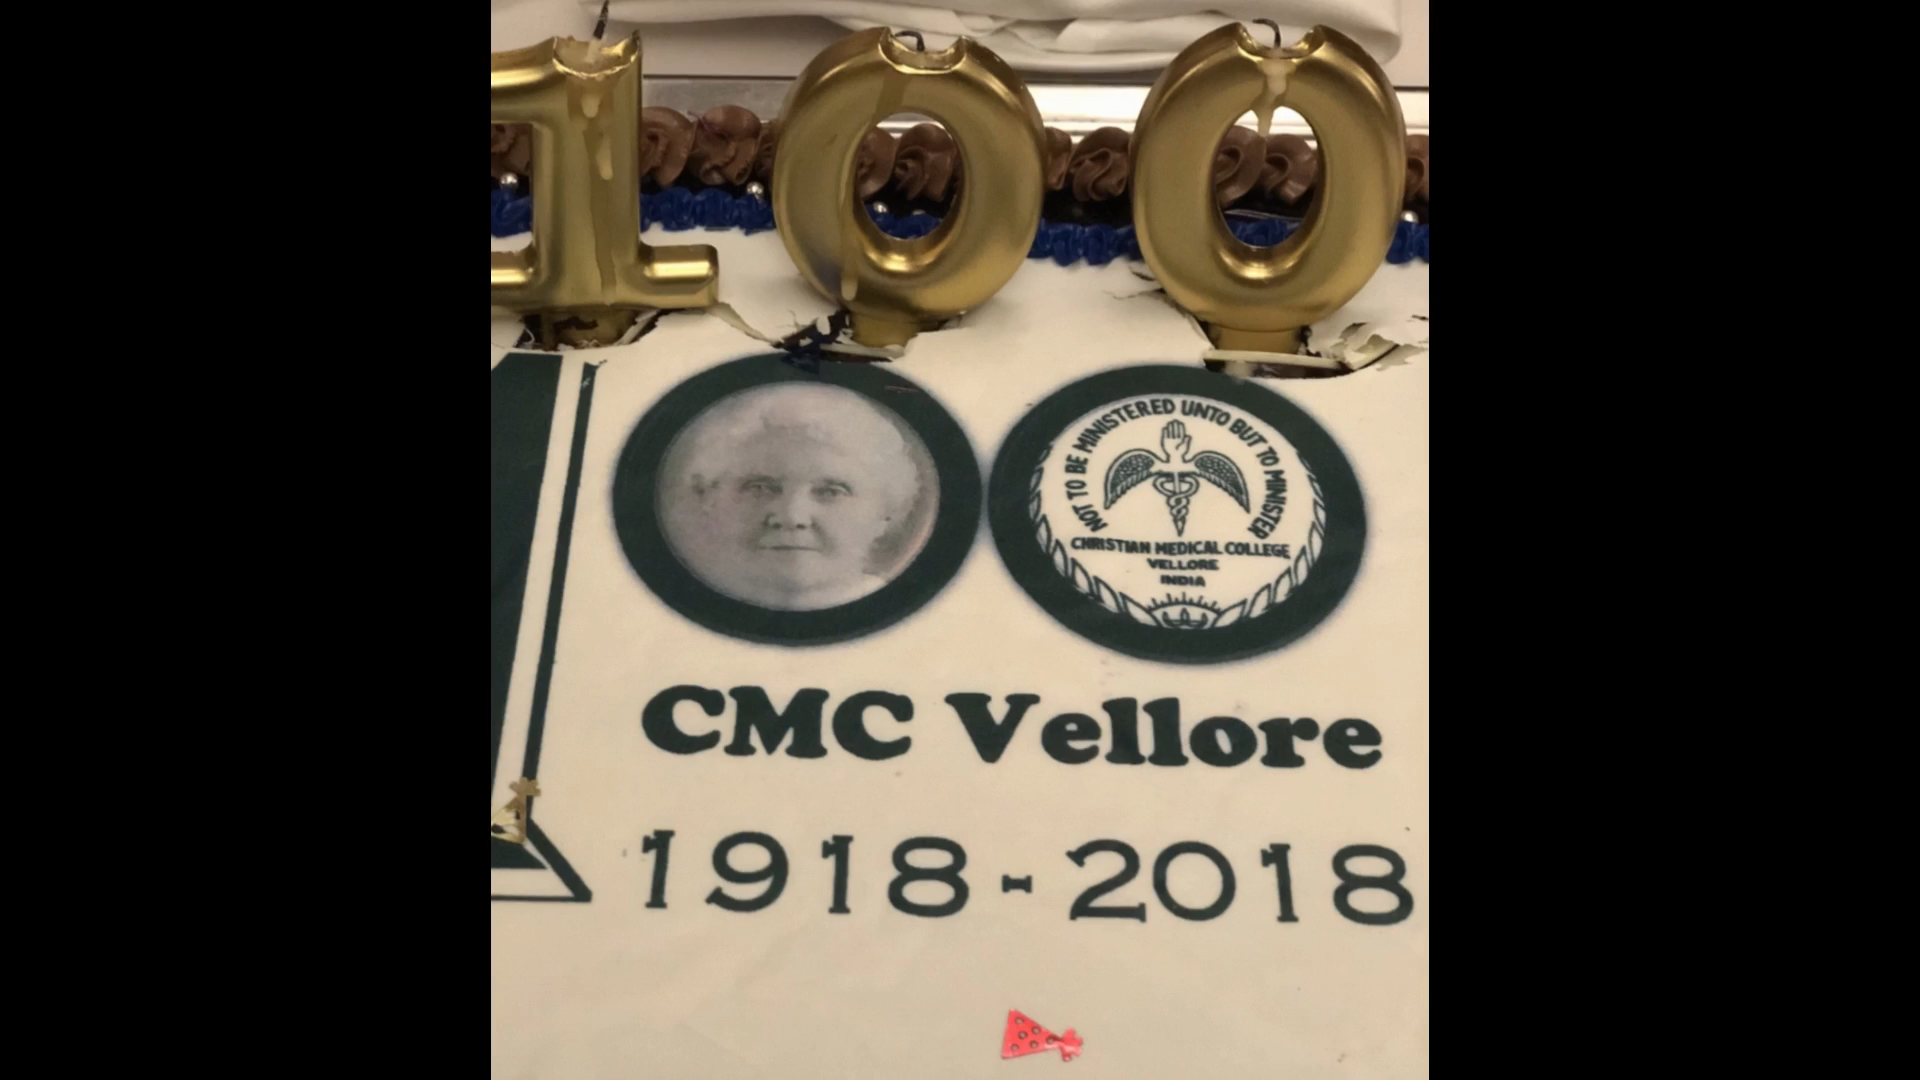 100
NOT TO BE MINISTERED UNTO BUT TO MINISTER
CHRISTIAN MEDICAL COLLEGE
VELLORE
INDIA
CMC Vellore
1918-2018